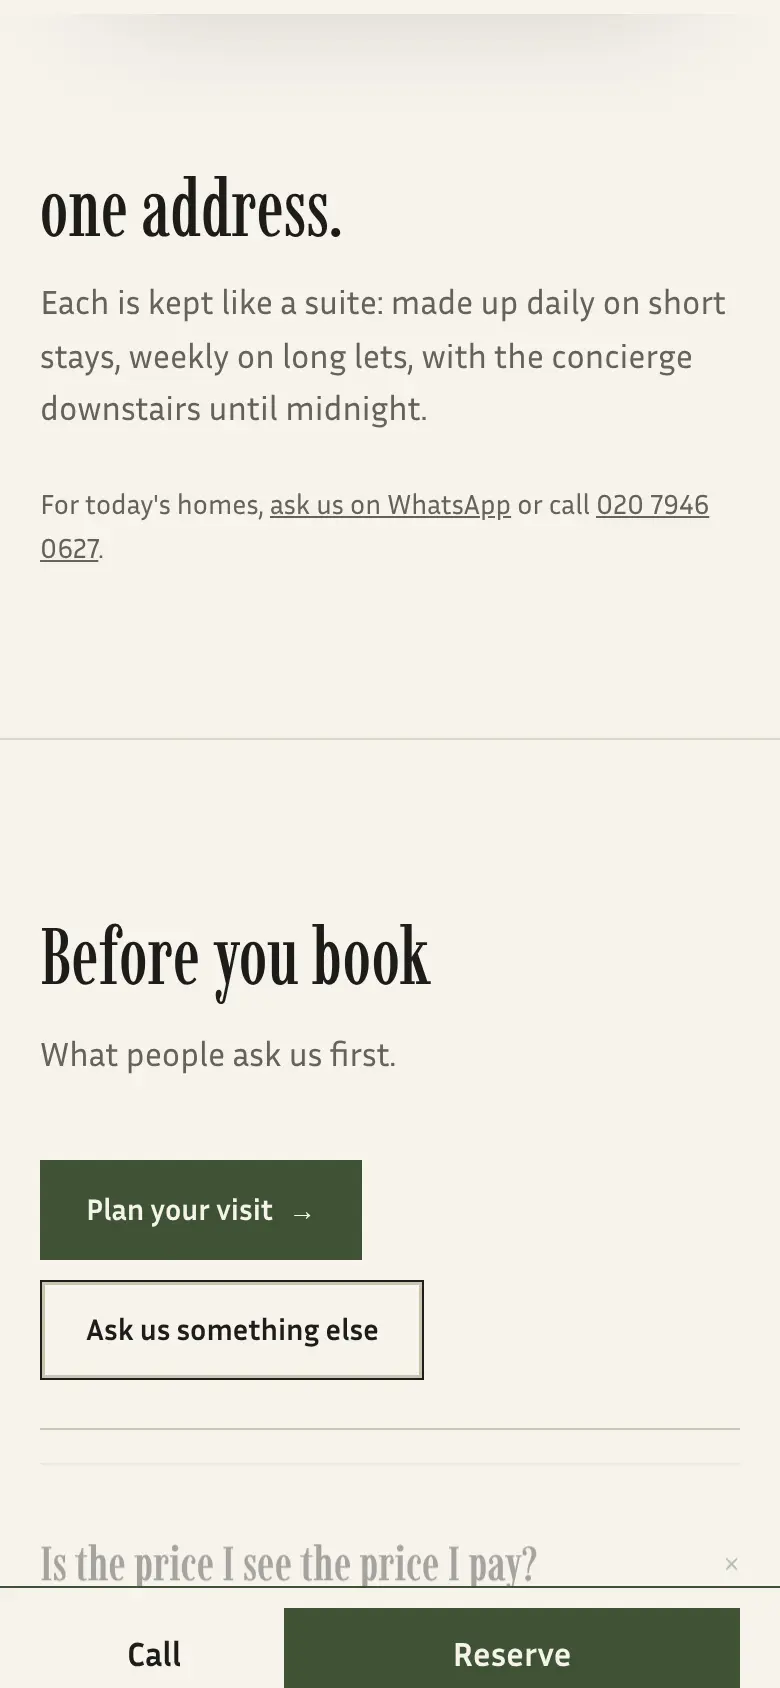 one address.
Each is kept like a suite: made up daily on short
stays, weekly on long lets, with the concierge
downstairs until midnight.
For today's homes, ask us on WhatsApp or call 020 7946
0627.
Before you book
What people ask us first.
Plan your visit →
Ask us something else
Is the price I see the price I pay? ×
Call
Reserve